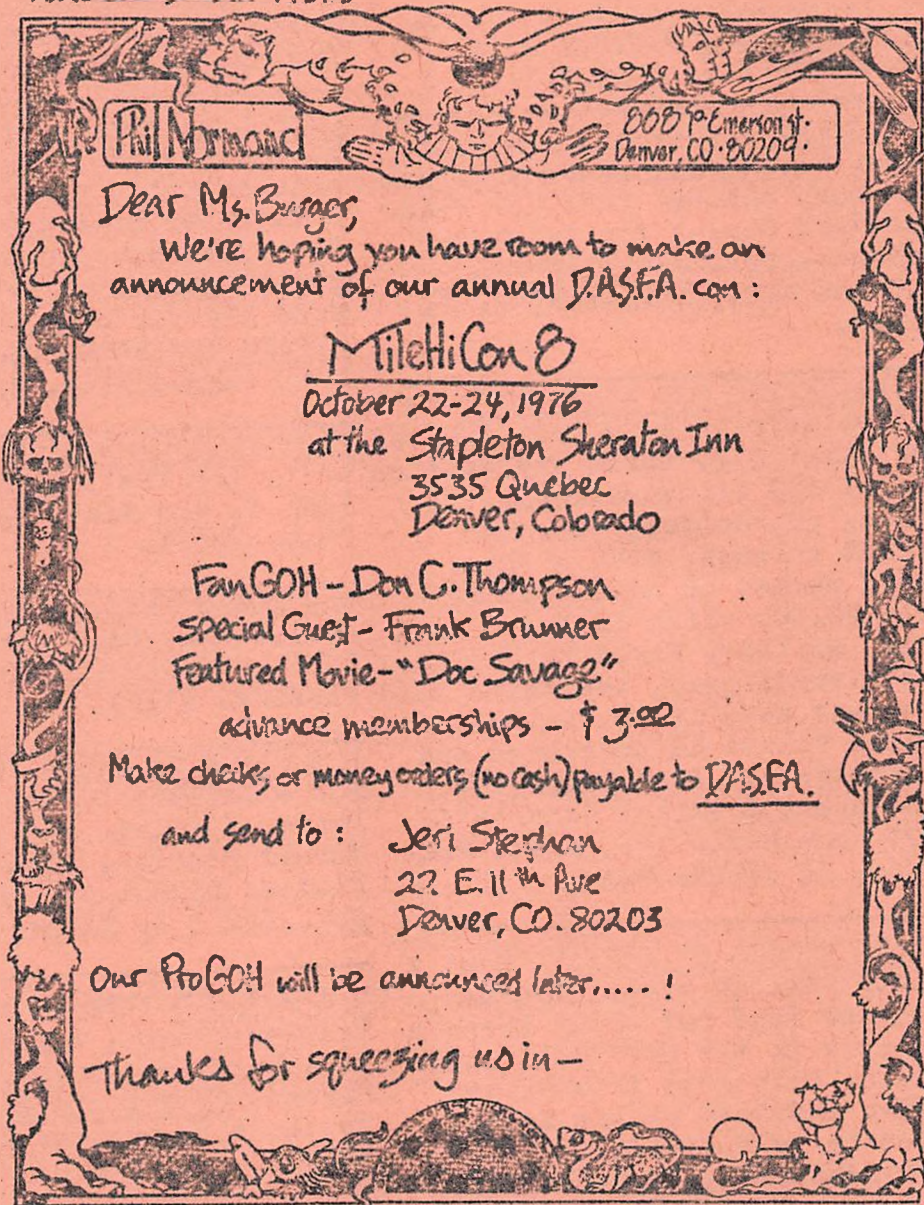 Phil Normand
Emerson st.
Denver, CO · 80209 ·
Dear Ms. Burger,
We're hoping you have room to make an
announcement of our annual D.A.S.F.A. con :
MileHiCon 8
October 22-24, 1976
at the Stapleton Sheraton Inn
3535 Quebec
Denver, Colorado
Fan GOH - Don C. Thompson
special Guest - Frank Brunner
Featured Movie - "Doc Savage"
advance memberships - $3.00
Make checks or money orders (no cash) payable to D.A.S.F.A.
and send to : Jeri Stephan
22 E. 11th Ave
Denver, CO. 80203
Our ProGOH will be announced later..... !
Thanks for squeezing us in —